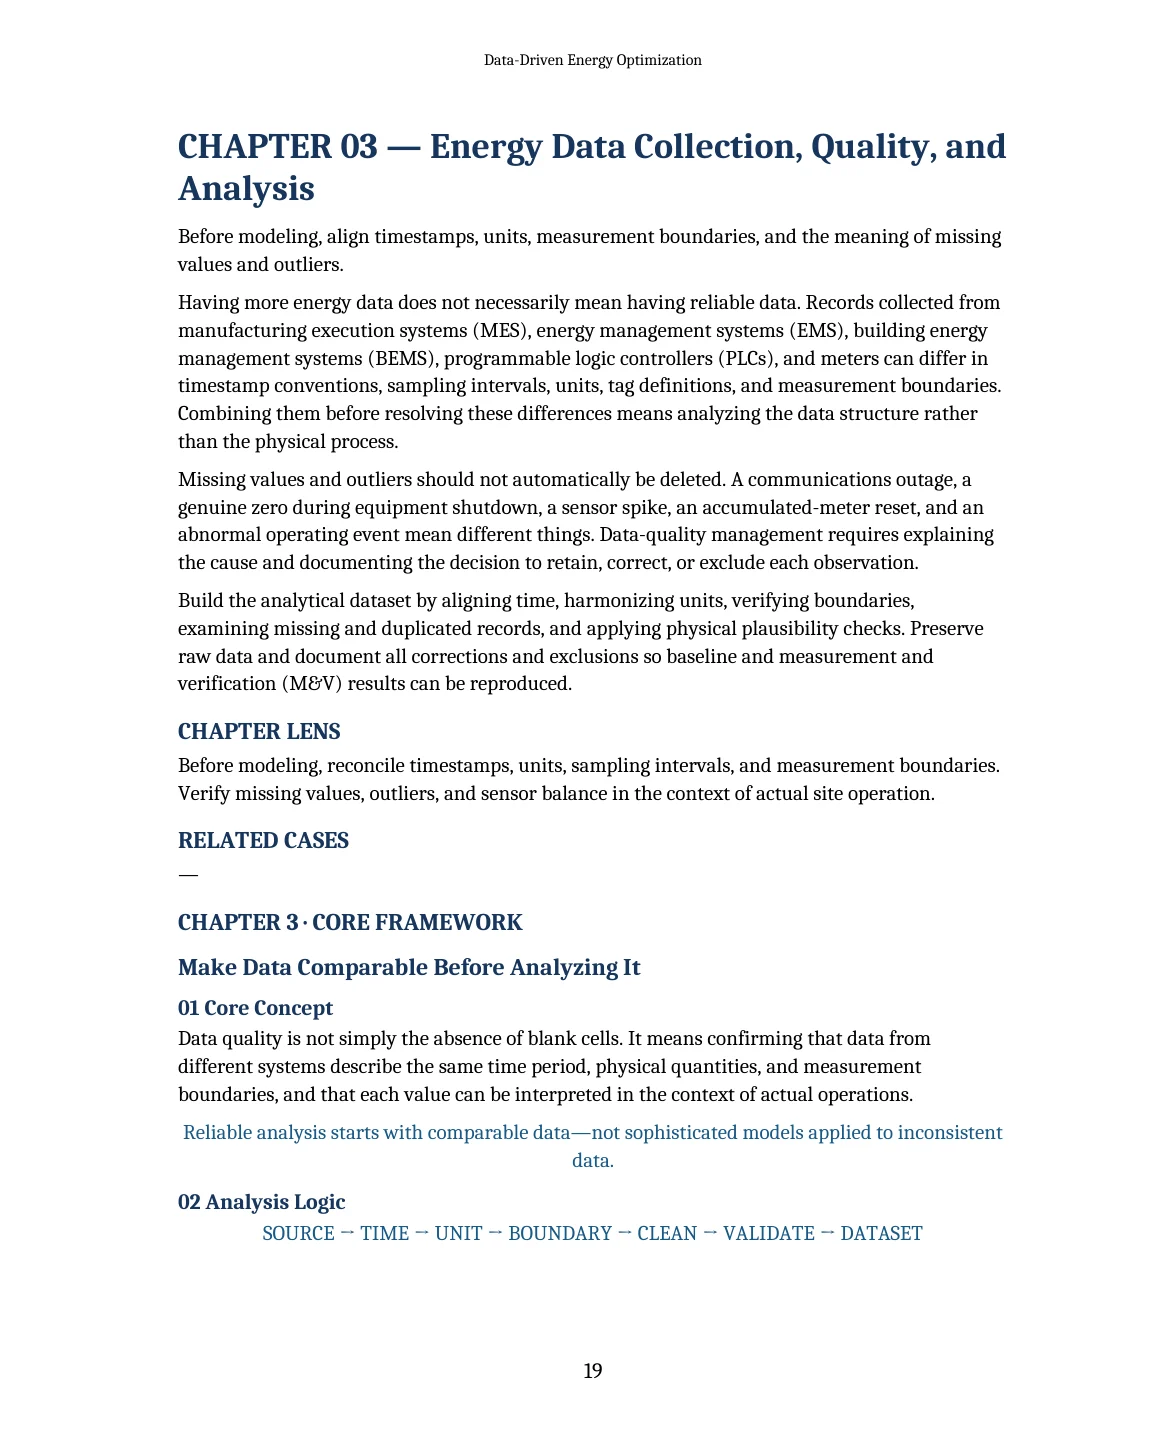 Data-Driven Energy Optimization
CHAPTER 03 — Energy Data Collection, Quality, and
Analysis
Before modeling, align timestamps, units, measurement boundaries, and the meaning of missing
values and outliers.
Having more energy data does not necessarily mean having reliable data. Records collected from
manufacturing execution systems (MES), energy management systems (EMS), building energy
management systems (BEMS), programmable logic controllers (PLCs), and meters can differ in
timestamp conventions, sampling intervals, units, tag definitions, and measurement boundaries.
Combining them before resolving these differences means analyzing the data structure rather
than the physical process.
Missing values and outliers should not automatically be deleted. A communications outage, a
genuine zero during equipment shutdown, a sensor spike, an accumulated-meter reset, and an
abnormal operating event mean different things. Data-quality management requires explaining
the cause and documenting the decision to retain, correct, or exclude each observation.
Build the analytical dataset by aligning time, harmonizing units, verifying boundaries,
examining missing and duplicated records, and applying physical plausibility checks. Preserve
raw data and document all corrections and exclusions so baseline and measurement and
verification (M&V) results can be reproduced.
CHAPTER LENS
Before modeling, reconcile timestamps, units, sampling intervals, and measurement boundaries.
Verify missing values, outliers, and sensor balance in the context of actual site operation.
RELATED CASES
—
CHAPTER 3 · CORE FRAMEWORK
Make Data Comparable Before Analyzing It
01 Core Concept
Data quality is not simply the absence of blank cells. It means confirming that data from
different systems describe the same time period, physical quantities, and measurement
boundaries, and that each value can be interpreted in the context of actual operations.
Reliable analysis starts with comparable data—not sophisticated models applied to inconsistent
data.
02 Analysis Logic
SOURCE → TIME → UNIT → BOUNDARY → CLEAN → VALIDATE → DATASET
19